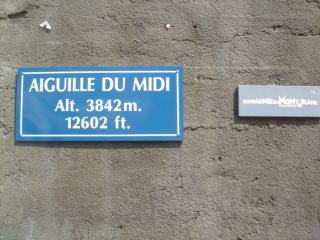 AIGUILLE DU MIDI
Alt. 3842m.
12602 ft.
COMPAGNIE DU MONT BLANC